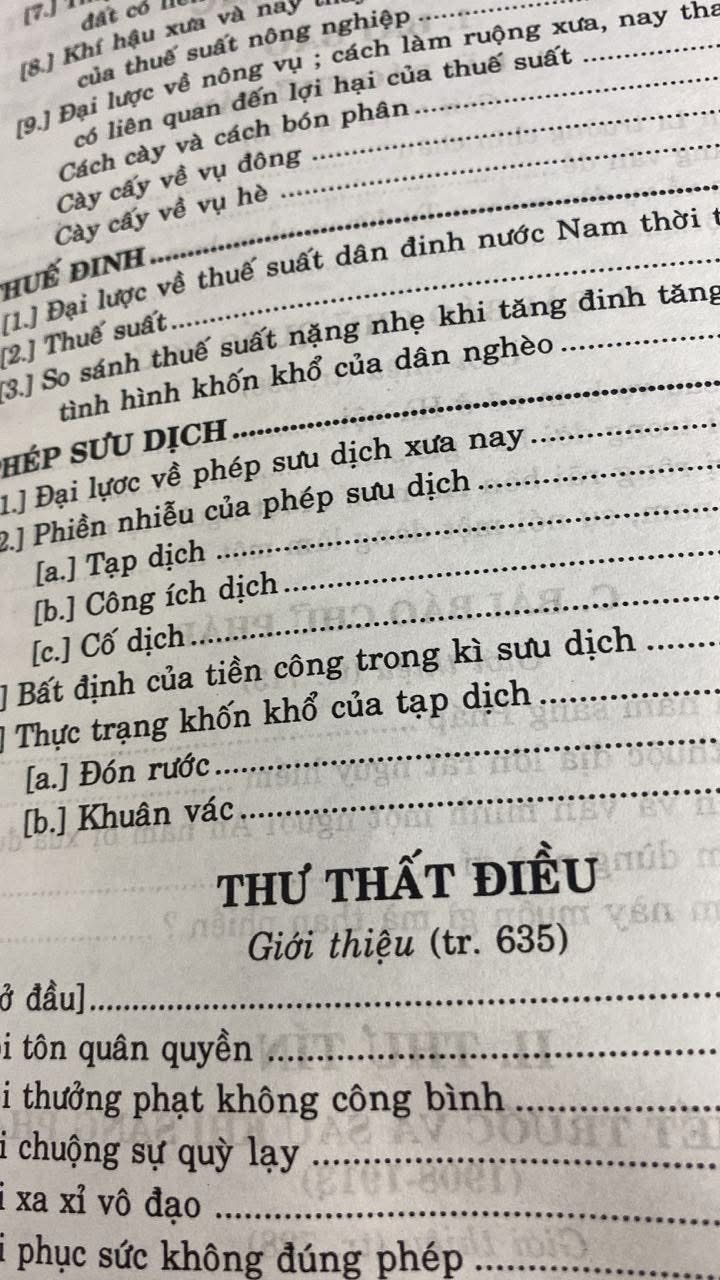 [7.]
đất có
[8.] Khí hậu xưa và nay
của thuế suất nông nghiệp
[9.] Đại lược về nông vụ ; cách làm ruộng xưa, nay
có liên quan đến lợi hại của thuế suất
Cách cày và cách bón phân
Cày cấy về vụ đông
Cày cấy về vụ hè
HUẾ ĐINH
[1.] Đại lược về thuế suất dân đinh nước Nam thời
[2.] Thuế suất
[3.] So sánh thuế suất nặng nhẹ khi tăng đinh tăng
tình hình khốn khổ của dân nghèo
HÉP SƯU DỊCH
1.] Đại lựơc về phép sưu dịch xưa nay
2.] Phiền nhiễu của phép sưu dịch
[a.] Tạp dịch
[b.] Công ích dịch
[c.] Cố dịch
] Bất định của tiền công trong kì sưu dịch
] Thực trạng khốn khổ của tạp dịch
[a.] Đón rước
[b.] Khuân vác
THƯ THẤT ĐIỀU
Giới thiệu (tr. 635)
ở đầu]
i tôn quân quyền
i thưởng phạt không công bình
i chuộng sự quỳ lạy
i xa xỉ vô đạo
i phục sức không đúng phép